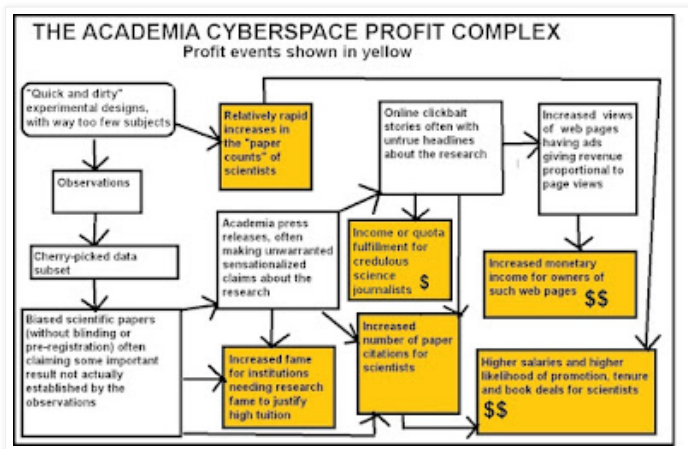 THE ACADEMIA CYBERSPACE PROFIT COMPLEX
Profit events shown in yellow
"Quick and dirty"
experimental designs,
with way too few subjects
Relatively rapid
increases in
the "paper
counts" of
scientists
Online clickbait
stories often with
untrue headlines
about the research
Increased views
of web pages
having ads
giving revenue
proportional to
page views
Observations
Cherry-picked data
subset
Academia press
releases, often
making unwarranted
sensationalized
claims about the
research
Income or quota
fulfillment for
credulous
science
journalists $
Increased monetary
income for owners of
such web pages $$
Biased scientific papers
(without blinding or
pre-registration) often
claiming some important
result not actually
established by the
observations
Increased fame
for institutions
needing research
fame to justify
high tuition
Increased
number of paper
citations for
scientists
Higher salaries and higher
likelihood of promotion, tenure
and book deals for scientists
$$